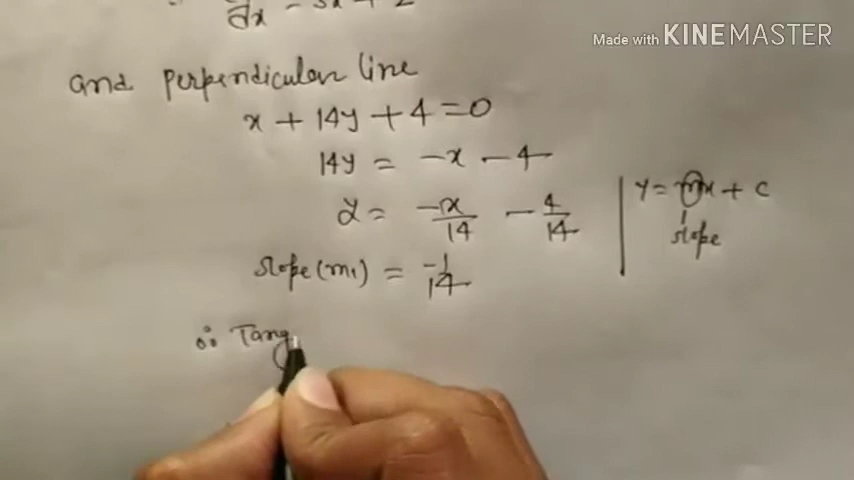 Made with KINEMASTER
and perpendicular line
x + 14y + 4 = 0
14y = -x - 4
y = -x/14 - 4/14
y = mx + c
slope
slope(m₁) = -1/14
∴ Tang